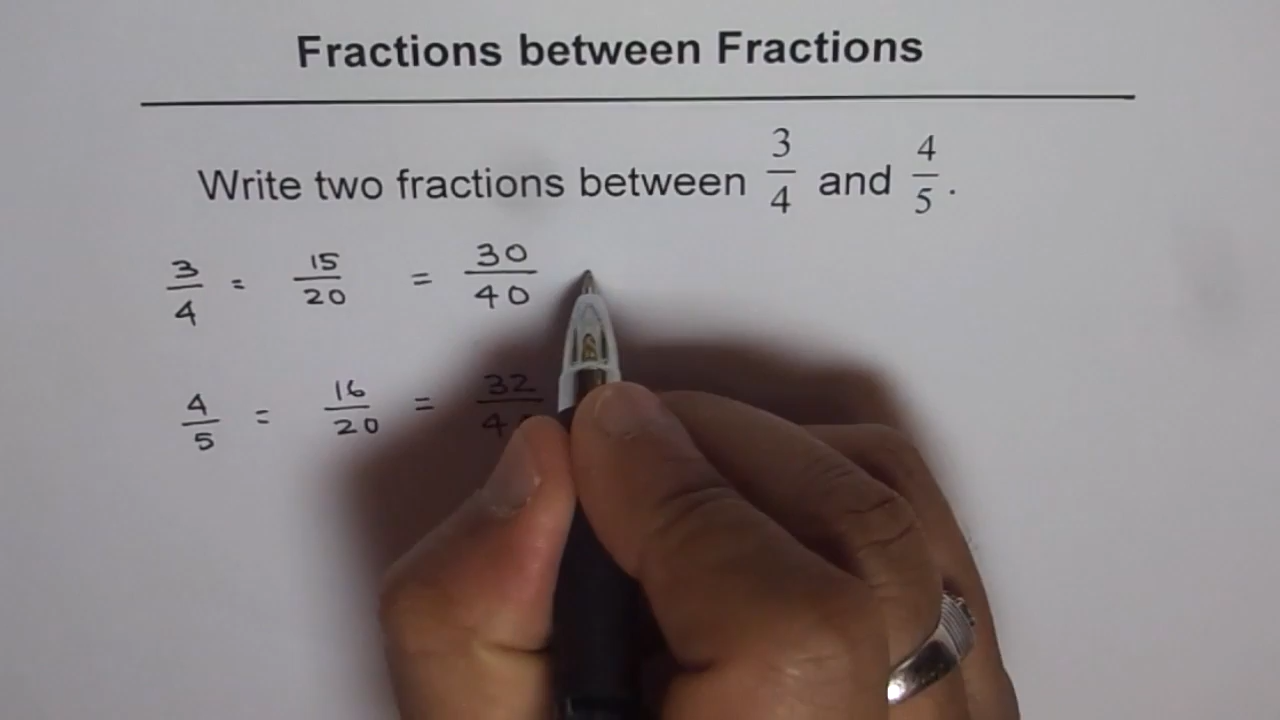 Fractions between Fractions
Write two fractions between 3/4 and 4/5.
3/4 = 15/20 = 30/40
4/5 = 16/20 = 32/